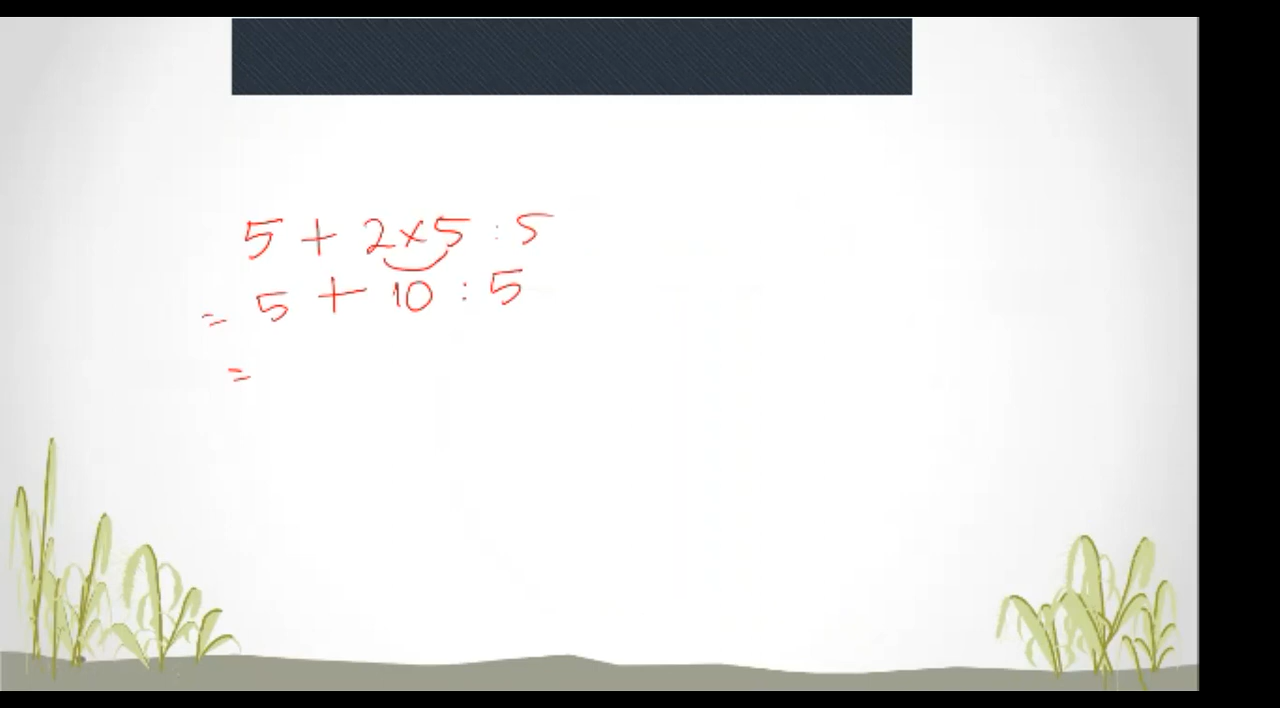 5 + 2 × 5 : 5
= 5 + 10 : 5
=